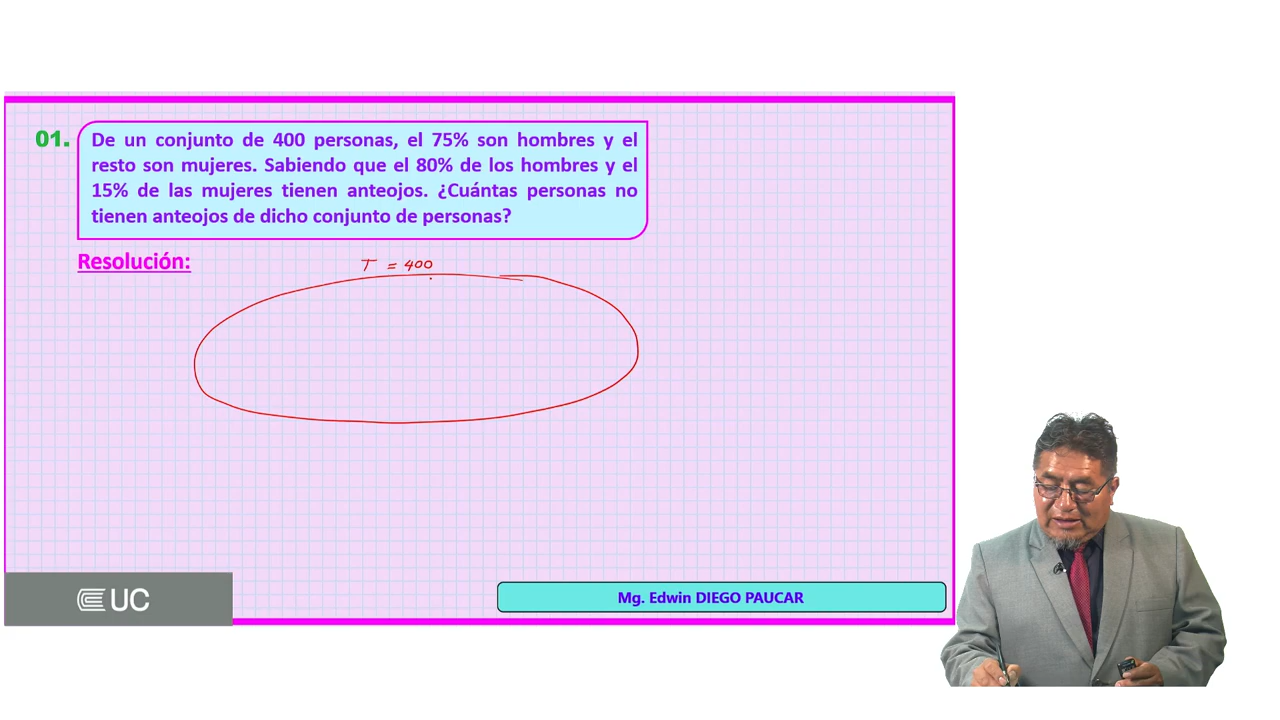 01.
De un conjunto de 400 personas, el 75% son hombres y el
resto son mujeres. Sabiendo que el 80% de los hombres y el
15% de las mujeres tienen anteojos. ¿Cuántas personas no
tienen anteojos de dicho conjunto de personas?
Resolución:
T = 400
UC
Mg. Edwin DIEGO PAUCAR